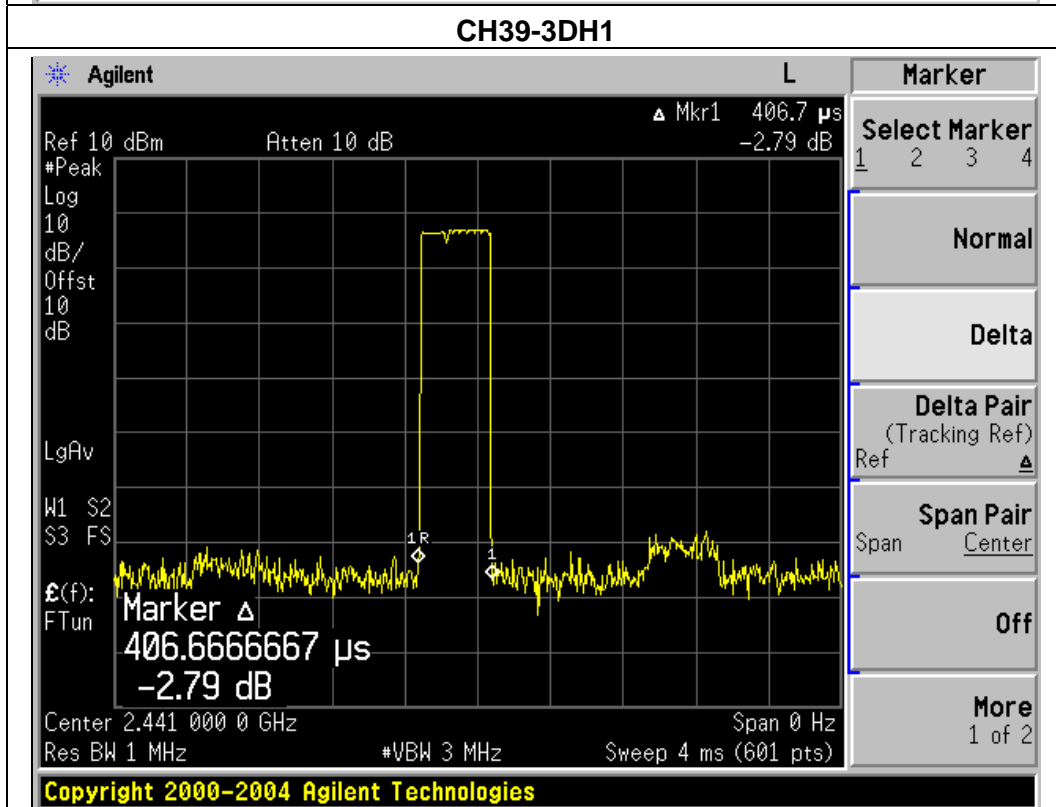 CH39-3DH1
Agilent L
Marker
Δ Mkr1 406.7 µs
Ref 10 dBm Atten 10 dB -2.79 dB
#Peak
Log
10
dB/
Offst
10
dB
LgAv
W1 S2
S3 FS
£(f):
FTun
1R
1
Marker Δ
406.6666667 µs
-2.79 dB
Center 2.441 000 0 GHz Span 0 Hz
Res BW 1 MHz #VBW 3 MHz Sweep 4 ms (601 pts)
Select Marker
1 2 3 4
Normal
Delta
Delta Pair
(Tracking Ref)
Ref Δ
Span Pair
Span Center
Off
More
1 of 2
Copyright 2000-2004 Agilent Technologies